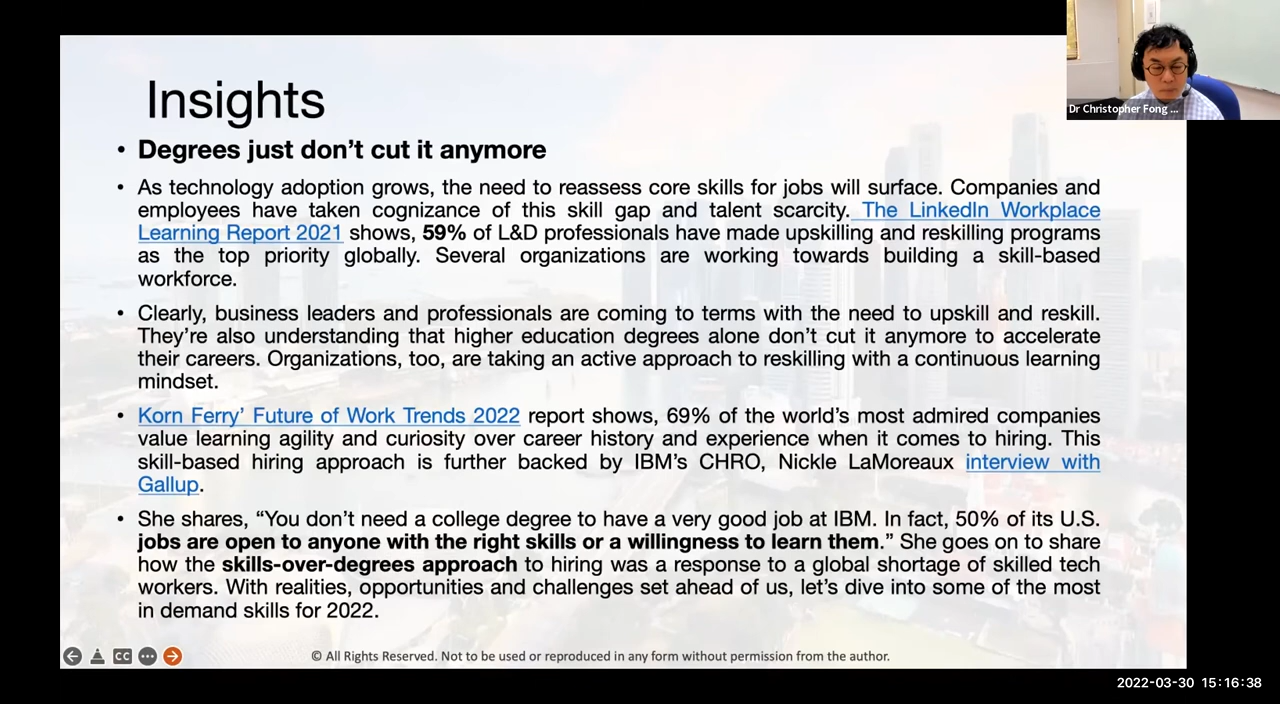 Insights
• Degrees just don’t cut it anymore
• As technology adoption grows, the need to reassess core skills for jobs will surface. Companies and
employees have taken cognizance of this skill gap and talent scarcity. The LinkedIn Workplace
Learning Report 2021 shows, 59% of L&D professionals have made upskilling and reskilling programs
as the top priority globally. Several organizations are working towards building a skill-based
workforce.
• Clearly, business leaders and professionals are coming to terms with the need to upskill and reskill.
They’re also understanding that higher education degrees alone don’t cut it anymore to accelerate
their careers. Organizations, too, are taking an active approach to reskilling with a continuous learning
mindset.
• Korn Ferry’ Future of Work Trends 2022 report shows, 69% of the world’s most admired companies
value learning agility and curiosity over career history and experience when it comes to hiring. This
skill-based hiring approach is further backed by IBM’s CHRO, Nickle LaMoreaux interview with
Gallup.
• She shares, “You don’t need a college degree to have a very good job at IBM. In fact, 50% of its U.S.
jobs are open to anyone with the right skills or a willingness to learn them.” She goes on to share
how the skills-over-degrees approach to hiring was a response to a global shortage of skilled tech
workers. With realities, opportunities and challenges set ahead of us, let’s dive into some of the most
in demand skills for 2022.
CC
© All Rights Reserved. Not to be used or reproduced in any form without permission from the author.
Dr Christopher Fong ...
2022-03-30 15:16:38